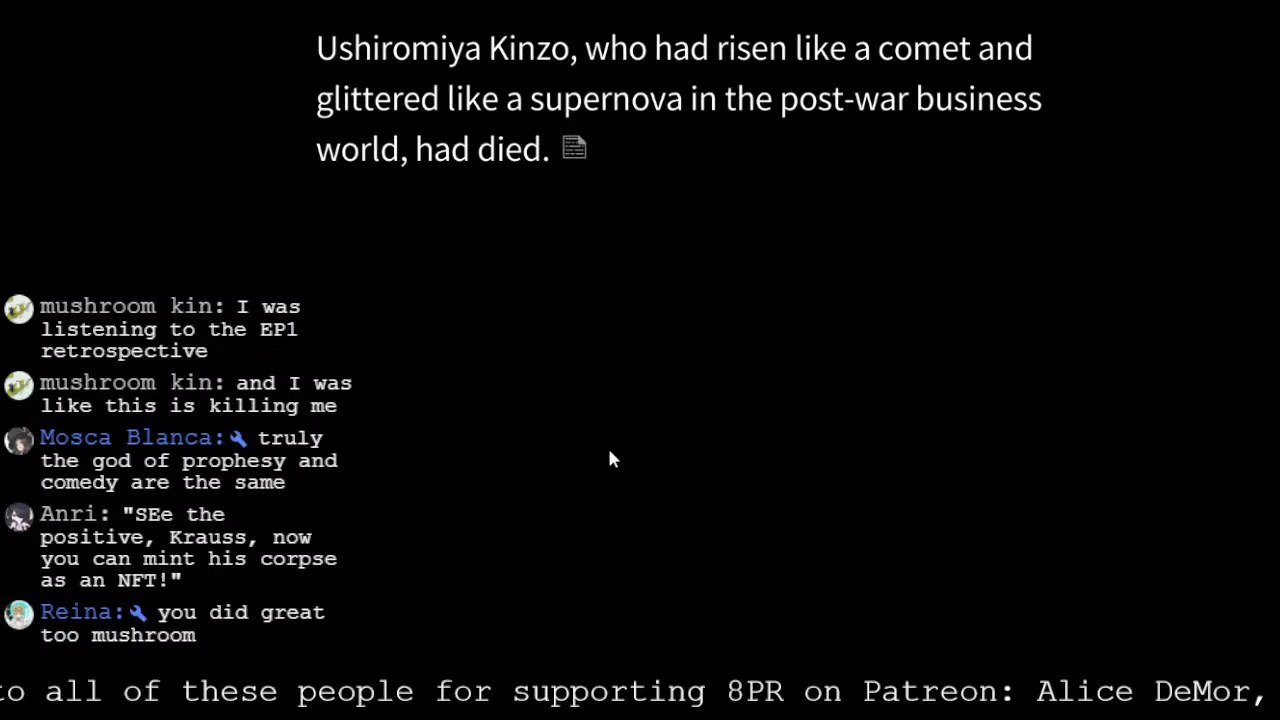 Ushiromiya Kinzo, who had risen like a comet and
glittered like a supernova in the post-war business
world, had died.
mushroom kin: I was
listening to the EP1
retrospective
mushroom kin: and I was
like this is killing me
Mosca Blanca: truly
the god of prophesy and
comedy are the same
Anri: "SEe the
positive, Krauss, now
you can mint his corpse
as an NFT!"
Reina: you did great
too mushroom
to all of these people for supporting 8PR on Patreon: Alice DeMor,